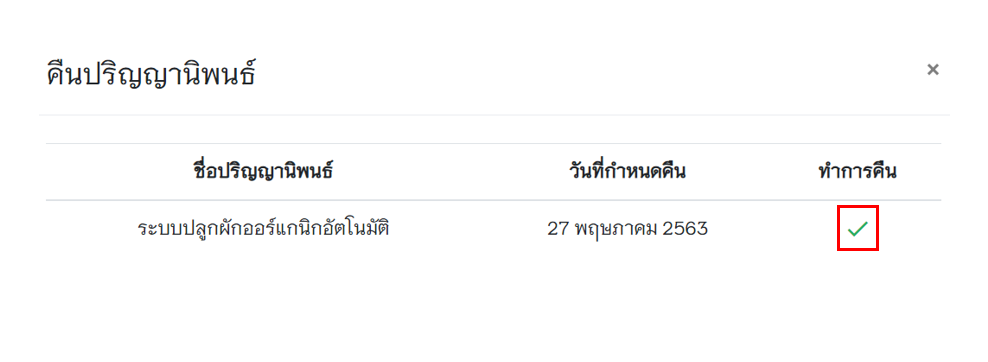 คืนปริญญานิพนธ์ ×
ชื่อปริญญานิพนธ์ วันที่กำหนดคืน ทำการคืน
ระบบปลูกผักออร์แกนิกอัตโนมัติ 27 พฤษภาคม 2563